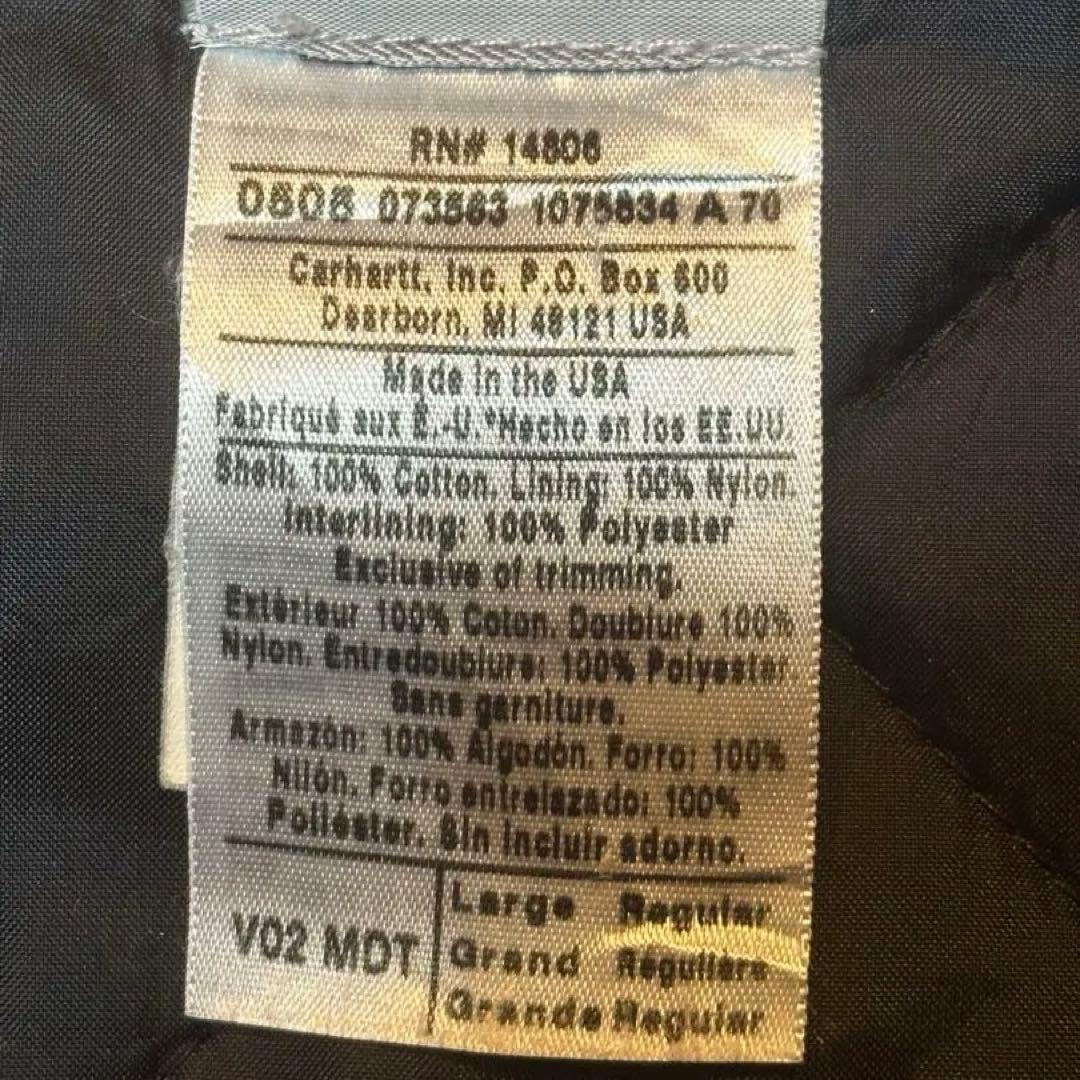 RN# 14806
0808 073563 1075834 A 70
Carhartt, Inc. P.O. Box 600
Dearborn, MI 48121 USA
Made in the USA
Fabriqué aux É.-U.*Hecho en los EE.UU.
Shell: 100% Cotton. Lining: 100% Nylon.
Interlining: 100% Polyester
Exclusive of trimming.
Extérieur 100% Coton. Doublure 100%
Nylon. Entredoublure: 100% Polyester
Sans garniture.
Armazón: 100% Algodón. Forro: 100%
Nilón. Forro entrelazado: 100%
Poliéster. Sin incluir adorno.
V02 MDT
Large Regular
Grand Régulière
Grande Regular